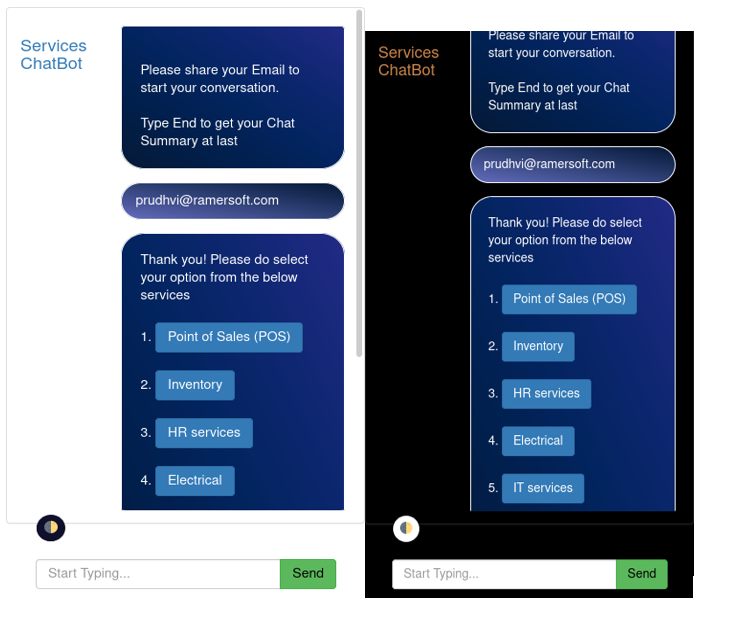 Services
ChatBot
Please share your Email to
start your conversation.
Type End to get your Chat
Summary at last
prudhvi@ramersoft.com
Thank you! Please do select
your option from the below
services
1. Point of Sales (POS)
2. Inventory
3. HR services
4. Electrical
Start Typing...
Send
Services
ChatBot
Please share your Email to
start your conversation.
Type End to get your Chat
Summary at last
prudhvi@ramersoft.com
Thank you! Please do select
your option from the below
services
1. Point of Sales (POS)
2. Inventory
3. HR services
4. Electrical
5. IT services
Start Typing...
Send